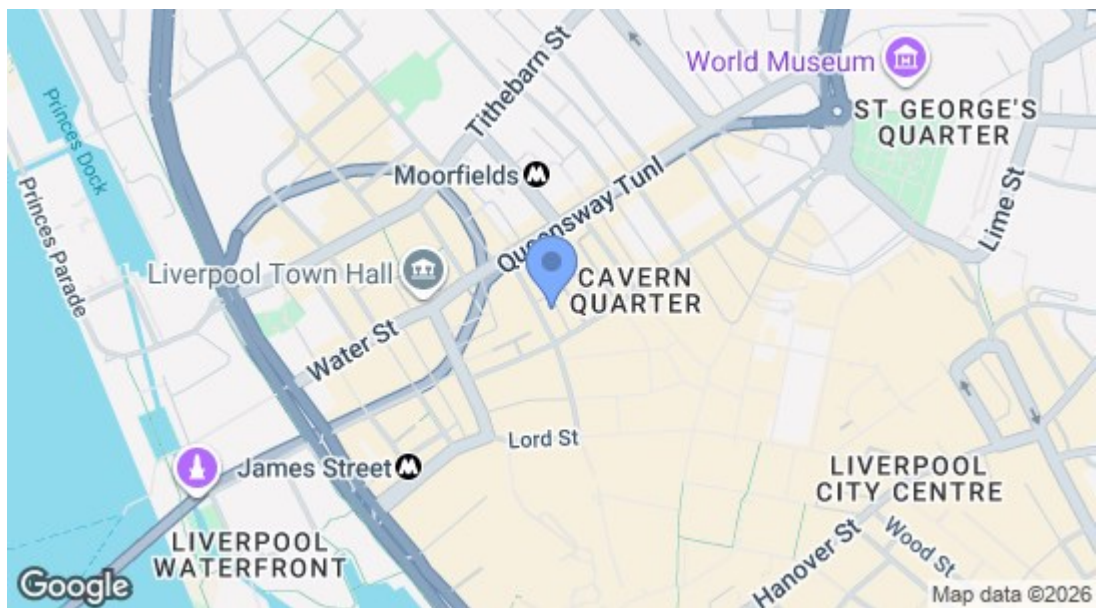 World Museum
ST GEORGE'S
QUARTER
Tithebarn St
Princes Dock
Moorfields
Queensway Tunl
Lime St
Princes Parade
Liverpool Town Hall
CAVERN
QUARTER
Water St
Lord St
James Street
LIVERPOOL
CITY CENTRE
Hanover St
Wood St
LIVERPOOL
WATERFRONT
Google
Map data ©2026